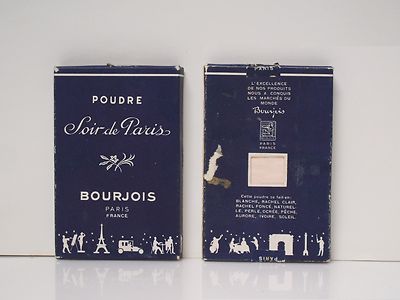 POUDRE
Soir de Paris
BOURJOIS
PARIS
FRANCE
PARIS
L'EXCELLENCE
DE NOS PRODUITS
NOUS A CONQUIS
LES MARCHÉS DU
MONDE
Bourjois
PARIS
FRANCE
Cette poudre se fait en:
BLANCHE, RACHEL CLAIR,
RACHEL FONCÉ, NATUREL-
LE, PERLE, OCRÉE, PÊCHE,
AURORE, IVOIRE, SOLEIL.
PARIS